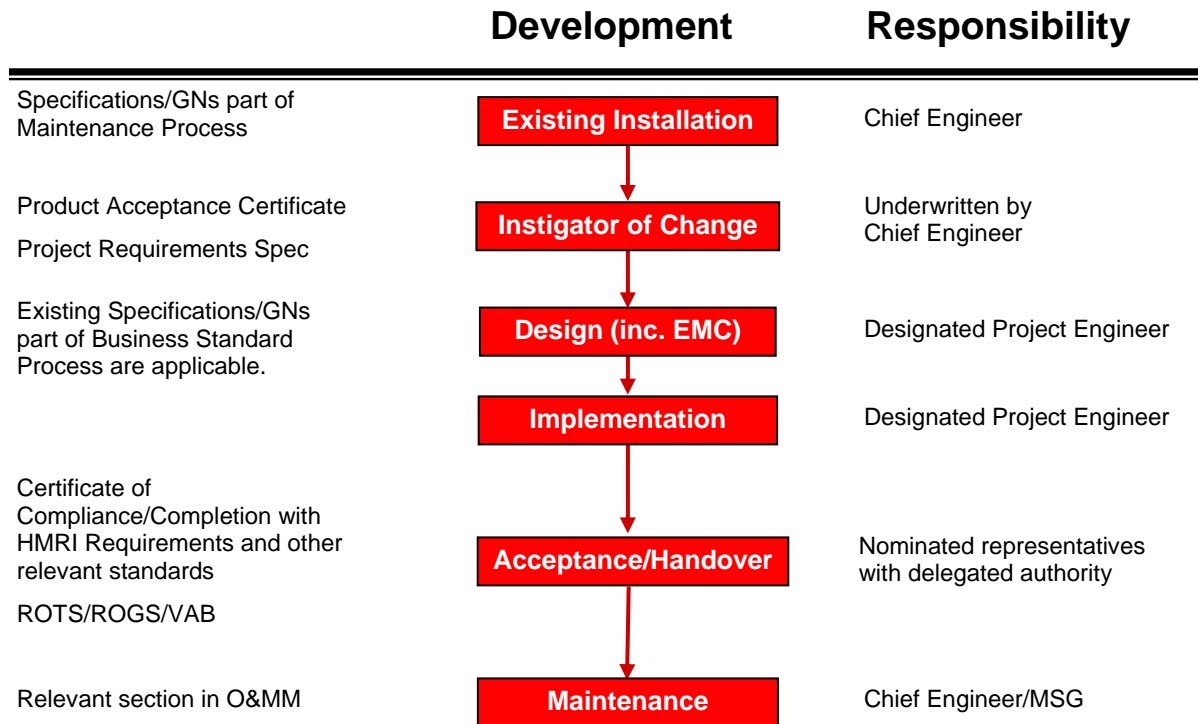 Development Responsibility
Specifications/GNs part of
Maintenance Process
Existing Installation
Chief Engineer
Product Acceptance Certificate
Project Requirements Spec
Instigator of Change
Underwritten by
Chief Engineer
Existing Specifications/GNs
part of Business Standard
Process are applicable.
Design (inc. EMC)
Designated Project Engineer
Implementation
Designated Project Engineer
Certificate of
Compliance/Completion with
HMRI Requirements and other
relevant standards
ROTS/ROGS/VAB
Acceptance/Handover
Nominated representatives
with delegated authority
Relevant section in O&MM
Maintenance
Chief Engineer/MSG